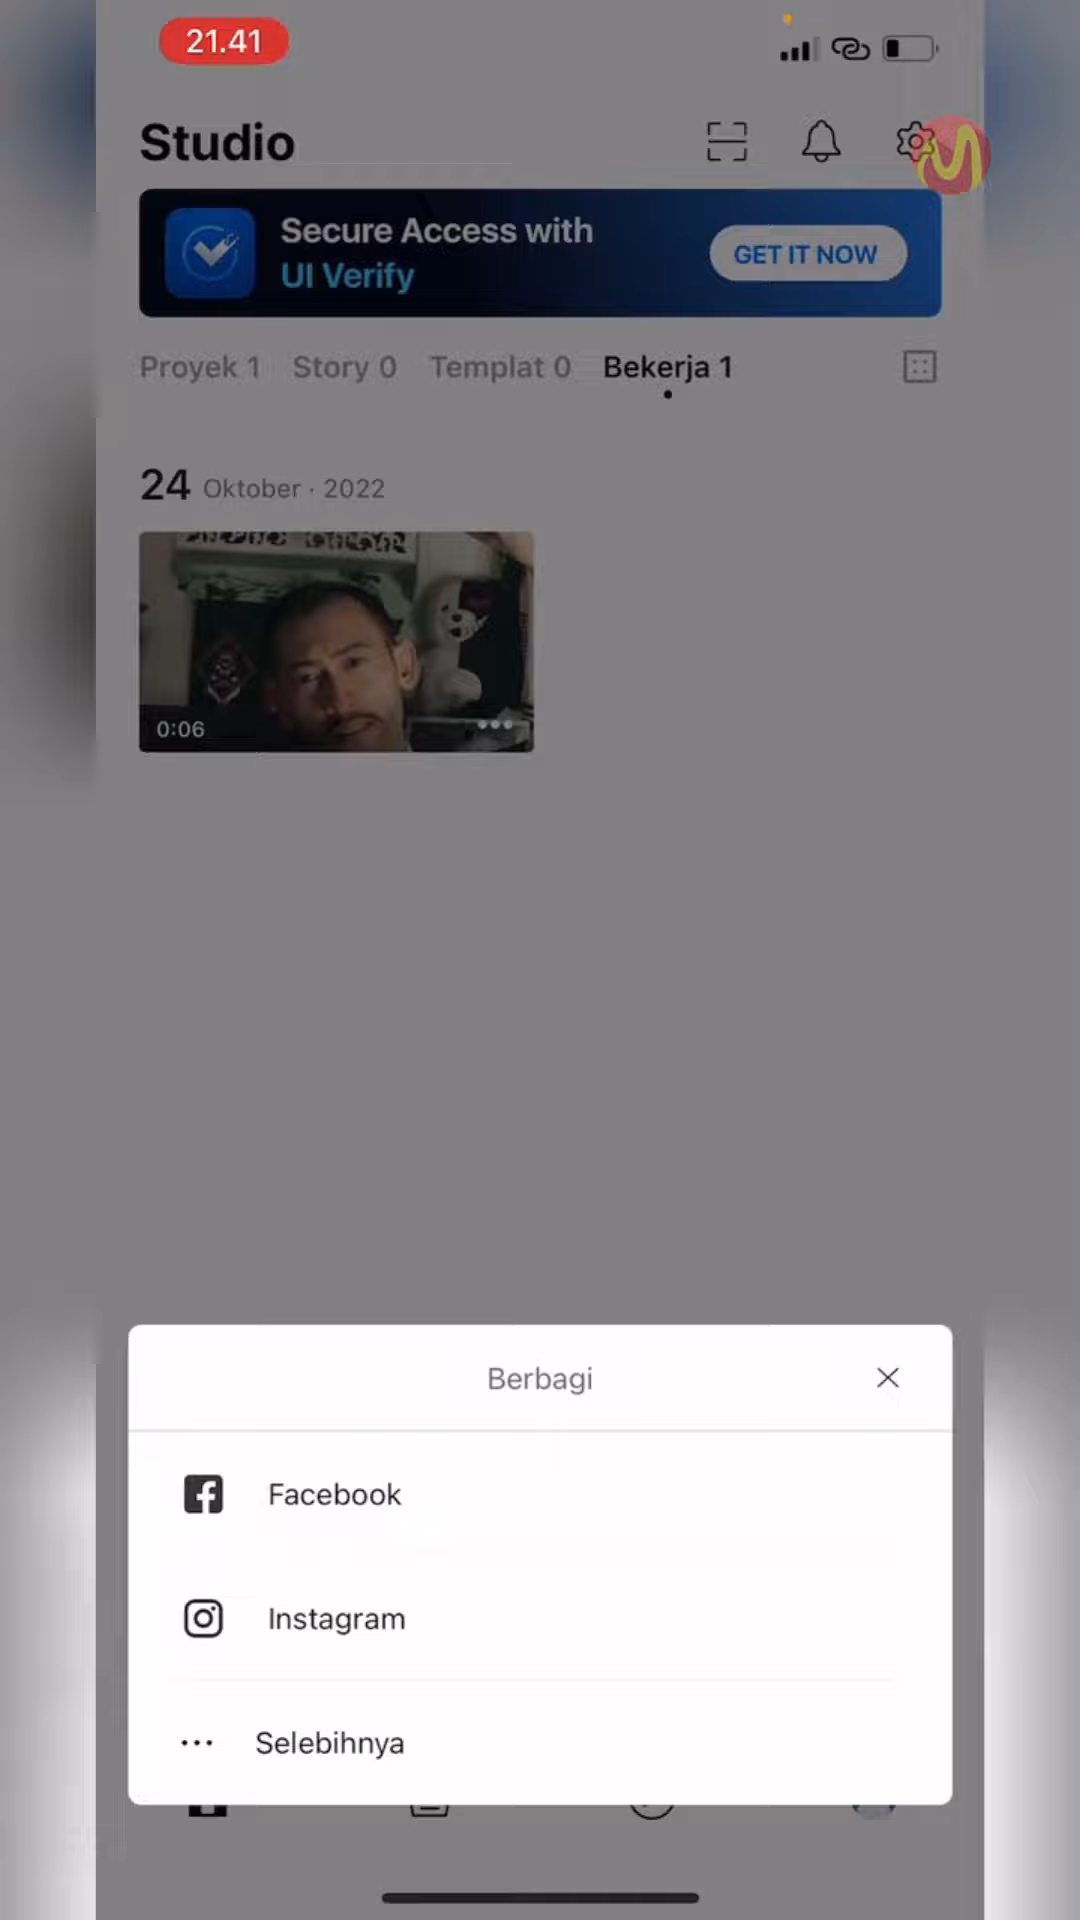 21.41
Studio
Secure Access with
UI Verify
GET IT NOW
Proyek 1 Story 0 Templat 0 Bekerja 1
24 Oktober · 2022
0:06
Berbagi
Facebook
Instagram
Selebihnya